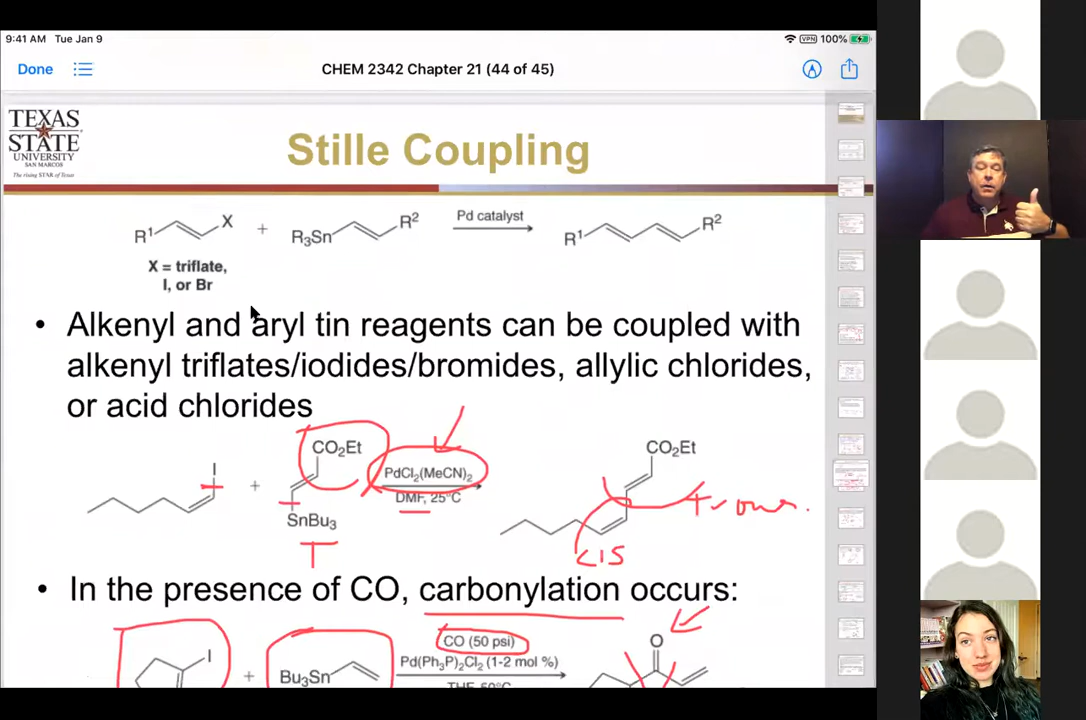 9:41 AM Tue Jan 9
VPN 100%
Done
CHEM 2342 Chapter 21 (44 of 45)
TEXAS
STATE
UNIVERSITY
SAN MARCOS
The rising STAR of Texas
Stille Coupling
R¹ X + R₃Sn R² Pd catalyst R¹ R²
X = triflate,
I, or Br
• Alkenyl and aryl tin reagents can be coupled with
alkenyl triflates/iodides/bromides, allylic chlorides,
or acid chlorides
I + CO₂Et PdCl₂(MeCN)₂ CO₂Et
DMF, 25°C
SnBu₃
trans.
T
cis
• In the presence of CO, carbonylation occurs:
CO (50 psi) O
I + Bu₃Sn Pd(Ph₃P)₂Cl₂ (1-2 mol %)
THF, 50°C